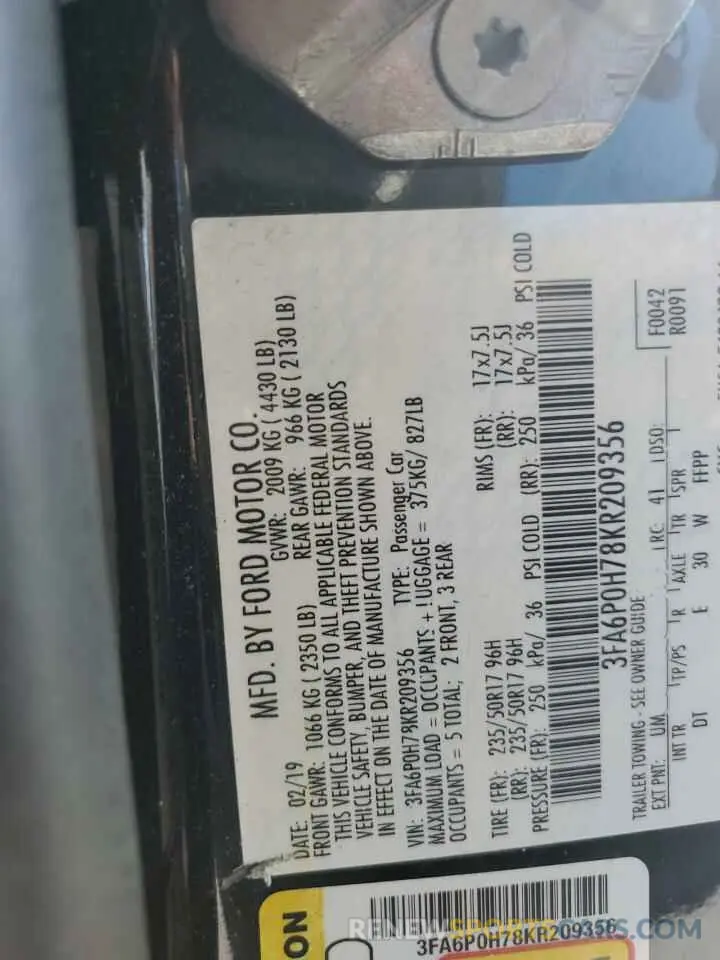 MFD. BY FORD MOTOR CO.
DATE: 02/19 GVWR: 2009 KG ( 4430 LB)
FRONT GAWR: 1066 KG ( 2350 LB) REAR GAWR: 966 KG ( 2130 LB)
THIS VEHICLE CONFORMS TO ALL APPLICABLE FEDERAL MOTOR
VEHICLE SAFETY, BUMPER, AND THEFT PREVENTION STANDARDS
IN EFFECT ON THE DATE OF MANUFACTURE SHOWN ABOVE.
VIN: 3FA6P0H78KR209356 TYPE: Passenger Car
MAXIMUM LOAD = OCCUPANTS + LUGGAGE = 375KG/ 827LB
OCCUPANTS = 5 TOTAL; 2 FRONT, 3 REAR
TIRE (FR): 235/50R17 96H RIMS (FR): 17x7.5J
(RR): 235/50R17 96H (RR): 17x7.5J
PRESSURE (FR): 250 kPa/ 36 PSI COLD (RR): 250 kPa/ 36 PSI COLD
3FA6P0H78KR209356
TRAILER TOWING - SEE OWNER GUIDE F0042
EXT PNT: UM RC: 41 DSO: R0091
INT TR TP/PS R AXLE TR SPR
DT E 30 W FFPP
ON
3FA6P0H78KR209356
RENEWSPORTSCARS.COM